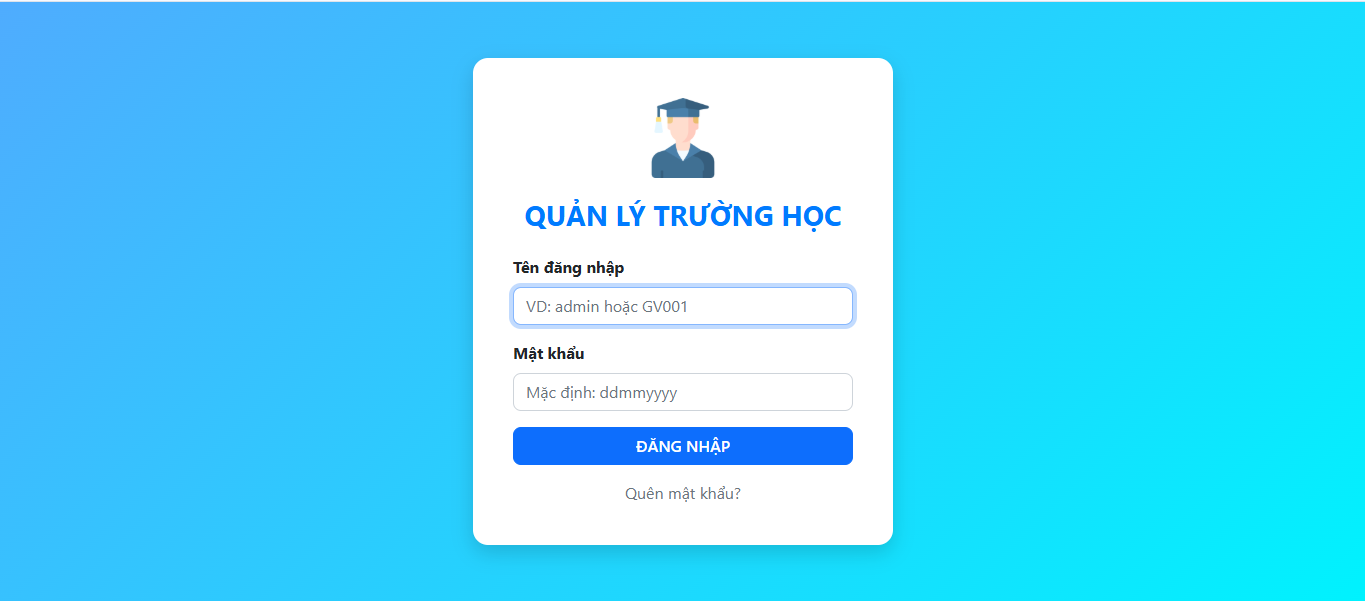 QUẢN LÝ TRƯỜNG HỌC
Tên đăng nhập
VD: admin hoặc GV001
Mật khẩu
Mặc định: ddmmyyyy
ĐĂNG NHẬP
Quên mật khẩu?